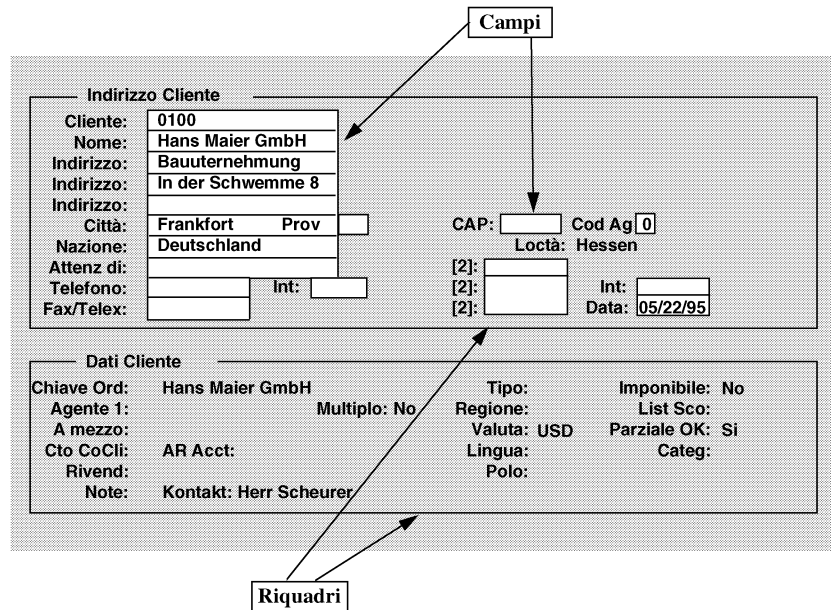 Campi
Indirizzo Cliente
Cliente: 0100
Nome: Hans Maier GmbH
Indirizzo: Bauuternehmung
Indirizzo: In der Schwemme 8
Indirizzo:
Città: Frankfort Prov CAP: Cod Ag 0
Nazione: Deutschland Loctà: Hessen
Attenz di: [2]:
Telefono: Int: [2]: Int:
Fax/Telex: [2]: Data: 05/22/95
Dati Cliente
Chiave Ord: Hans Maier GmbH Tipo: Imponibile: No
Agente 1: Multiplo: No Regione: List Sco:
A mezzo: Valuta: USD Parziale OK: Si
Cto CoCli: AR Acct: Lingua: Categ:
Rivend: Polo:
Note: Kontakt: Herr Scheurer
Riquadri